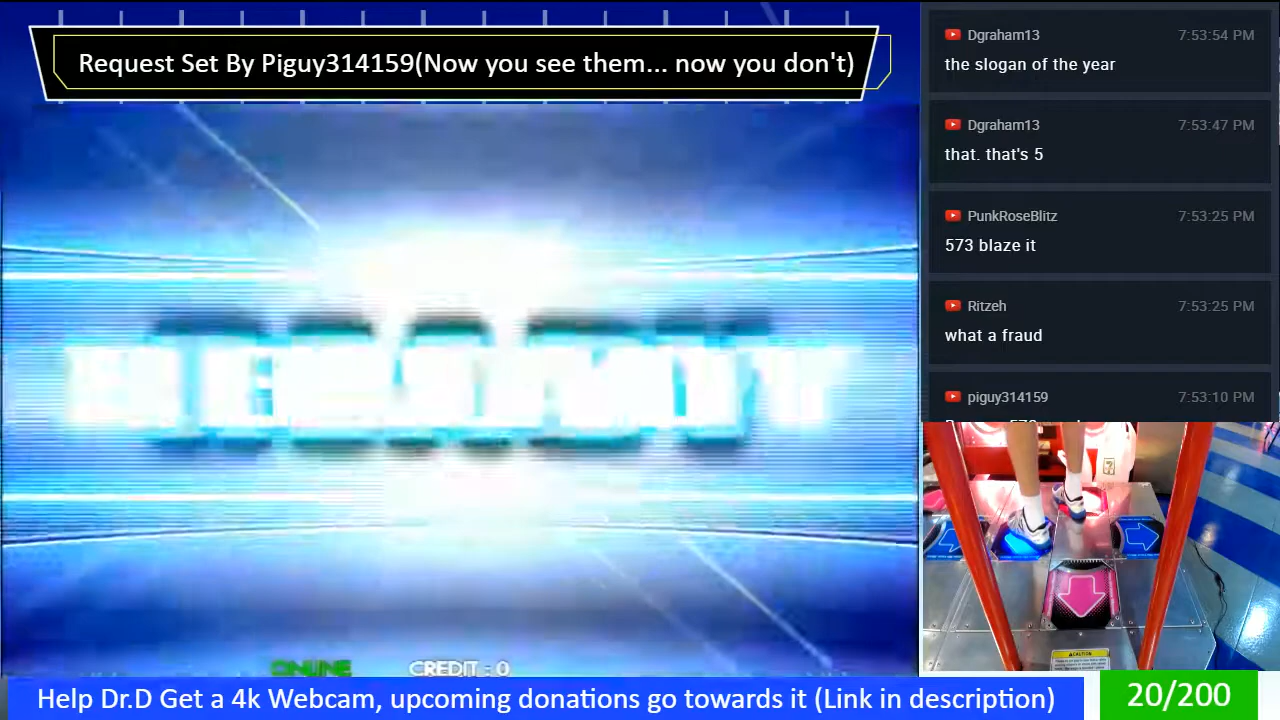 Request Set By Piguy314159(Now you see them... now you don't)
Dgraham13 7:53:54 PM
the slogan of the year
Dgraham13 7:53:47 PM
that. that's 5
PunkRoseBlitz 7:53:25 PM
573 blaze it
Ritzeh 7:53:25 PM
what a fraud
piguy314159 7:53:10 PM
ONLINE CREDIT : 0
CAUTION
Help Dr.D Get a 4k Webcam, upcoming donations go towards it (Link in description)
20/200